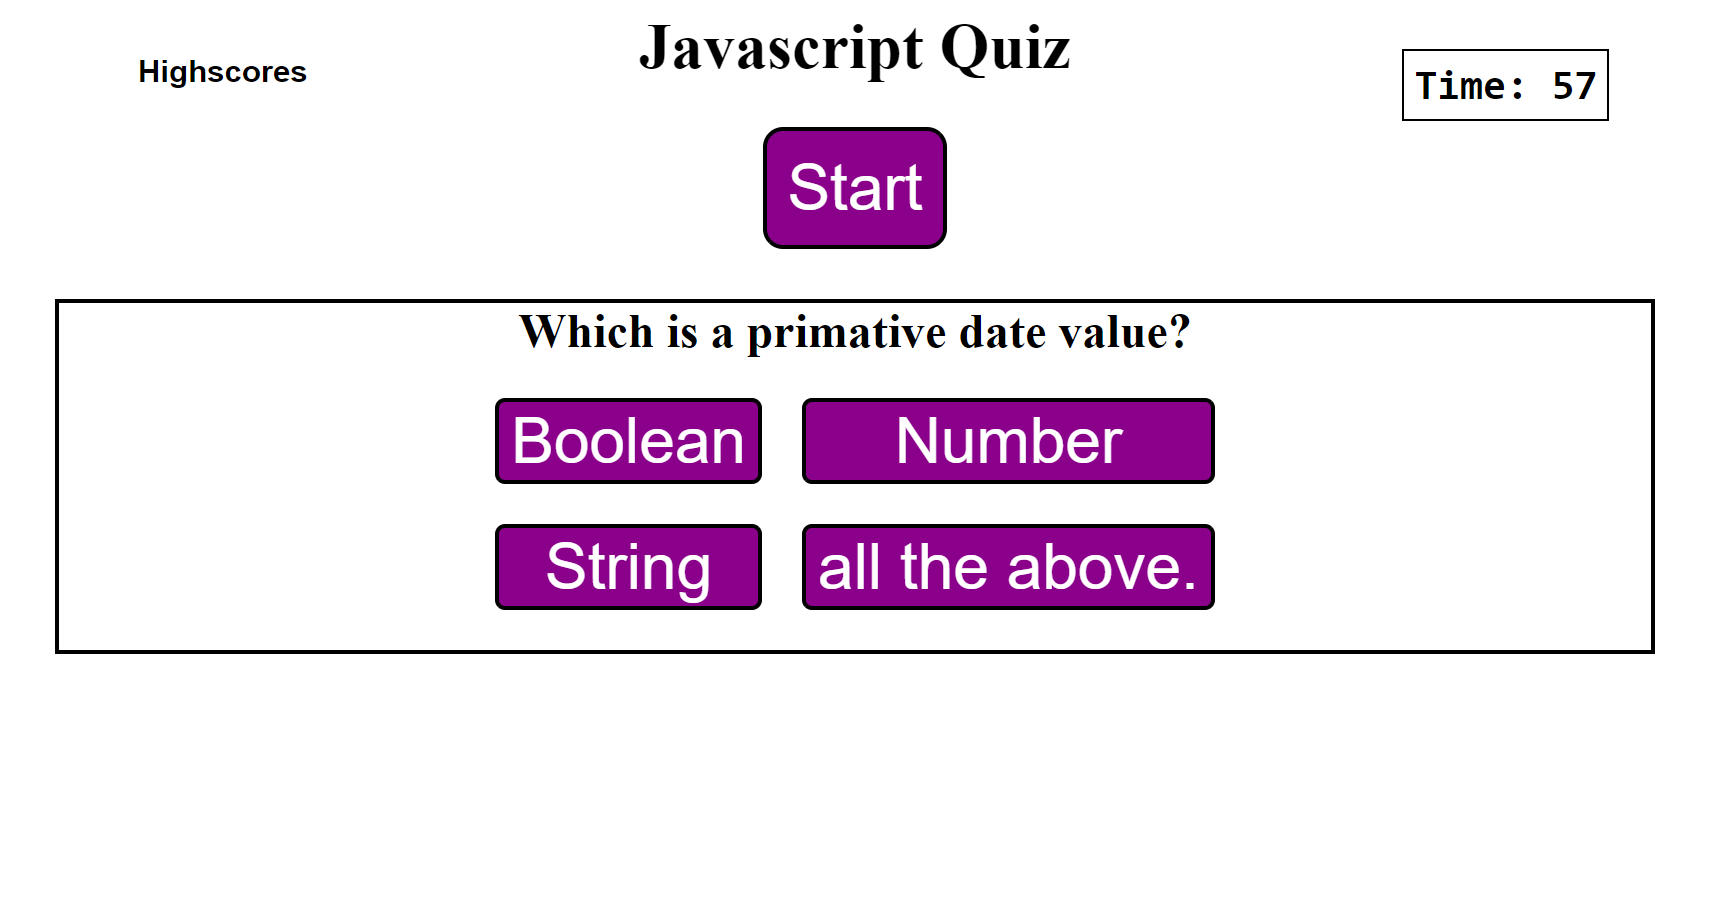 Javascript Quiz
Highscores
Time: 57
Start
Which is a primative date value?
Boolean
Number
String
all the above.